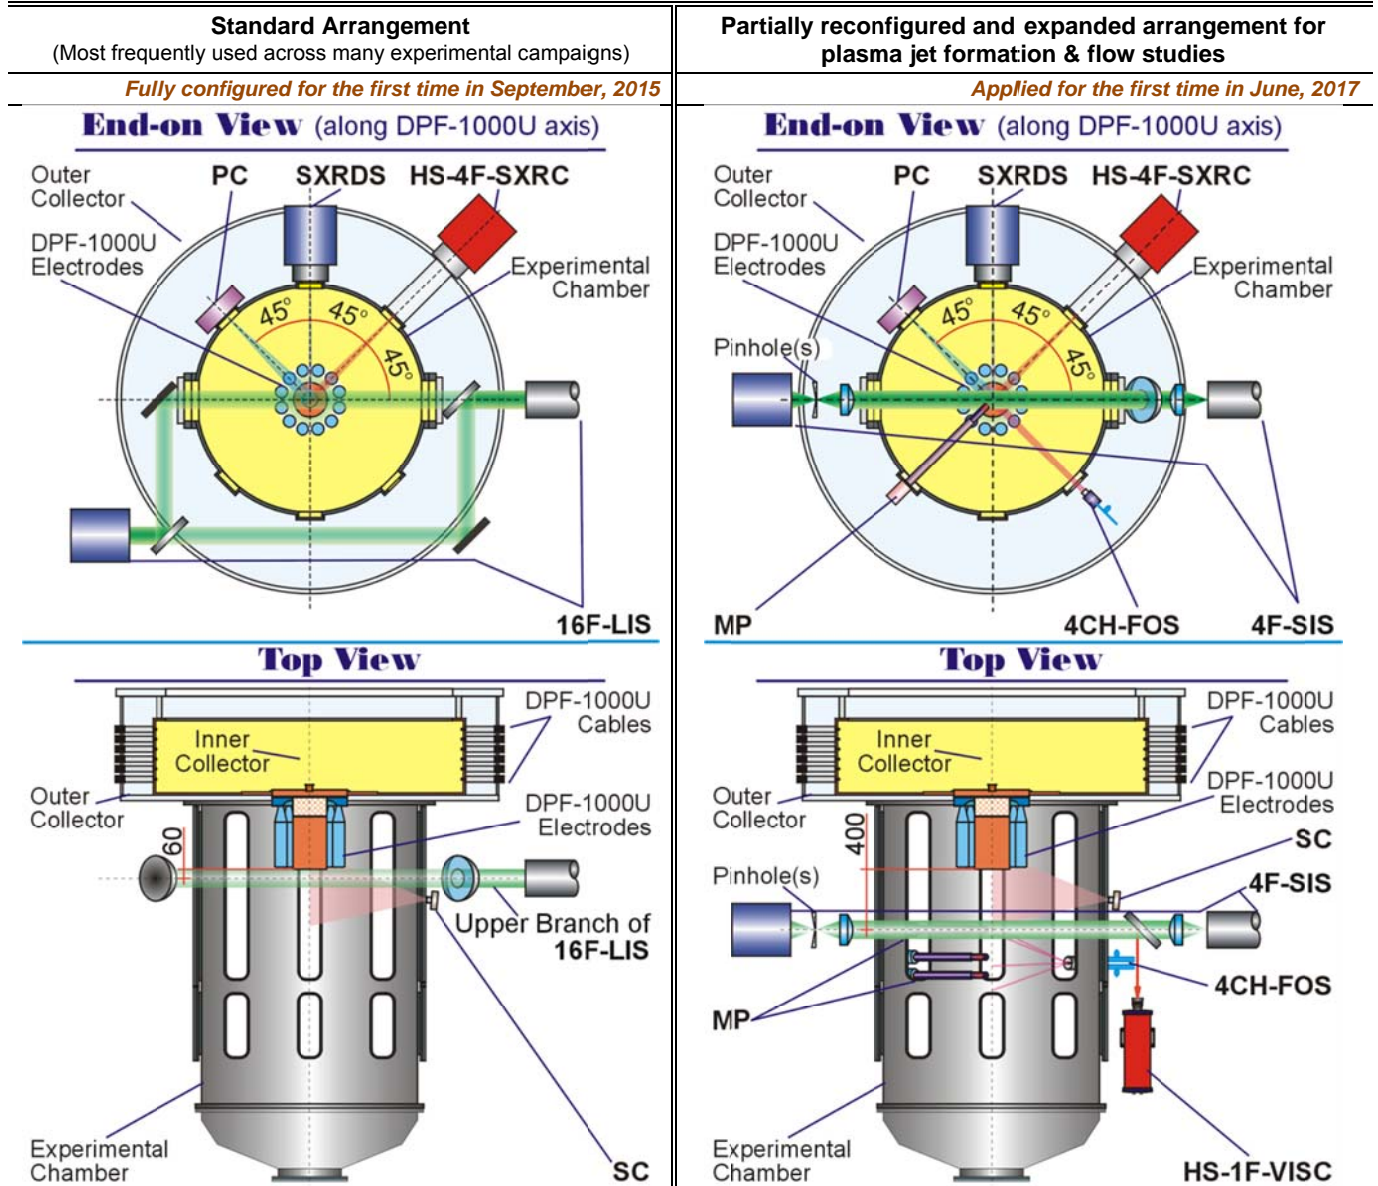 Standard Arrangement
(Most frequently used across many experimental campaigns)
Fully configured for the first time in September, 2015
End-on View (along DPF-1000U axis)
Outer
Collector
PC
SXRDS
HS-4F-SXRC
DPF-1000U
Electrodes
Experimental
Chamber
45°
45°
45°
16F-LIS
Top View
DPF-1000U
Cables
Inner
Collector
Outer
Collector
DPF-1000U
Electrodes
60
Upper Branch of
16F-LIS
Experimental
Chamber
SC
Partially reconfigured and expanded arrangement for
plasma jet formation & flow studies
Applied for the first time in June, 2017
End-on View (along DPF-1000U axis)
Outer
Collector
PC
SXRDS
HS-4F-SXRC
DPF-1000U
Electrodes
Experimental
Chamber
45°
45°
45°
Pinhole(s)
MP
4CH-FOS
4F-SIS
Top View
DPF-1000U
Cables
Inner
Collector
Outer
Collector
DPF-1000U
Electrodes
400
SC
Pinhole(s)
4F-SIS
4CH-FOS
MP
Experimental
Chamber
HS-1F-VISC